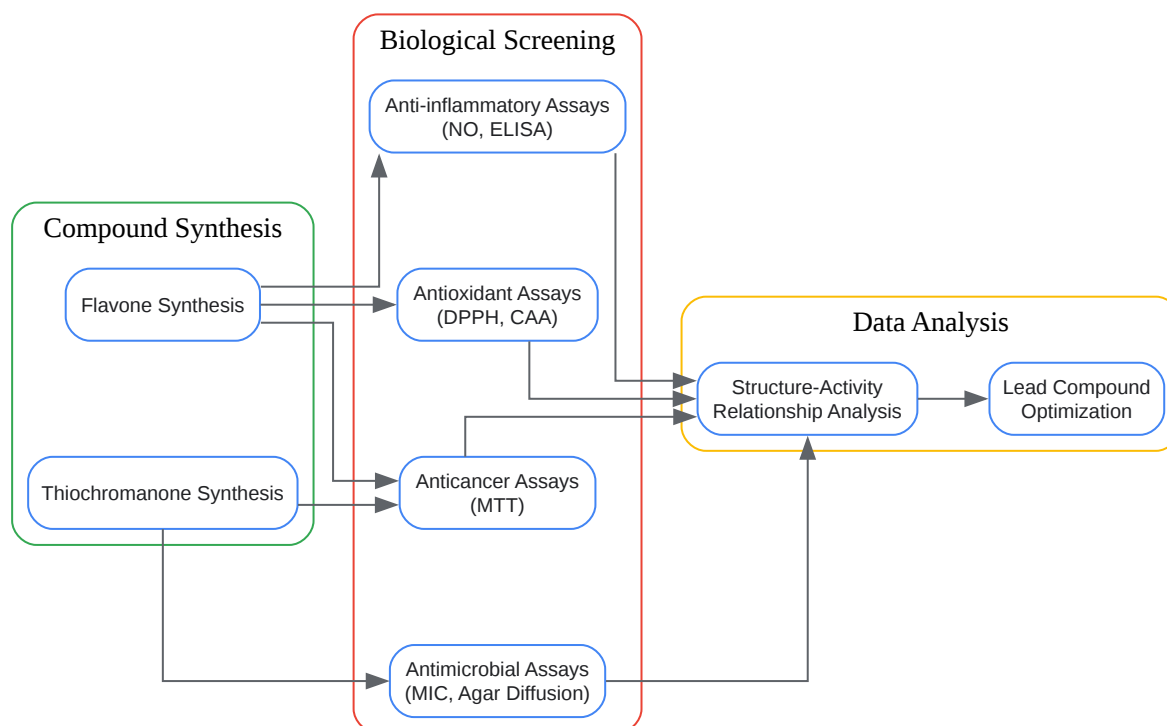 Compound Synthesis
Flavone Synthesis
Thiochromanone Synthesis
Biological Screening
Anti-inflammatory Assays
(NO, ELISA)
Antioxidant Assays
(DPPH, CAA)
Anticancer Assays
(MTT)
Antimicrobial Assays
(MIC, Agar Diffusion)
Data Analysis
Structure-Activity
Relationship Analysis
Lead Compound
Optimization